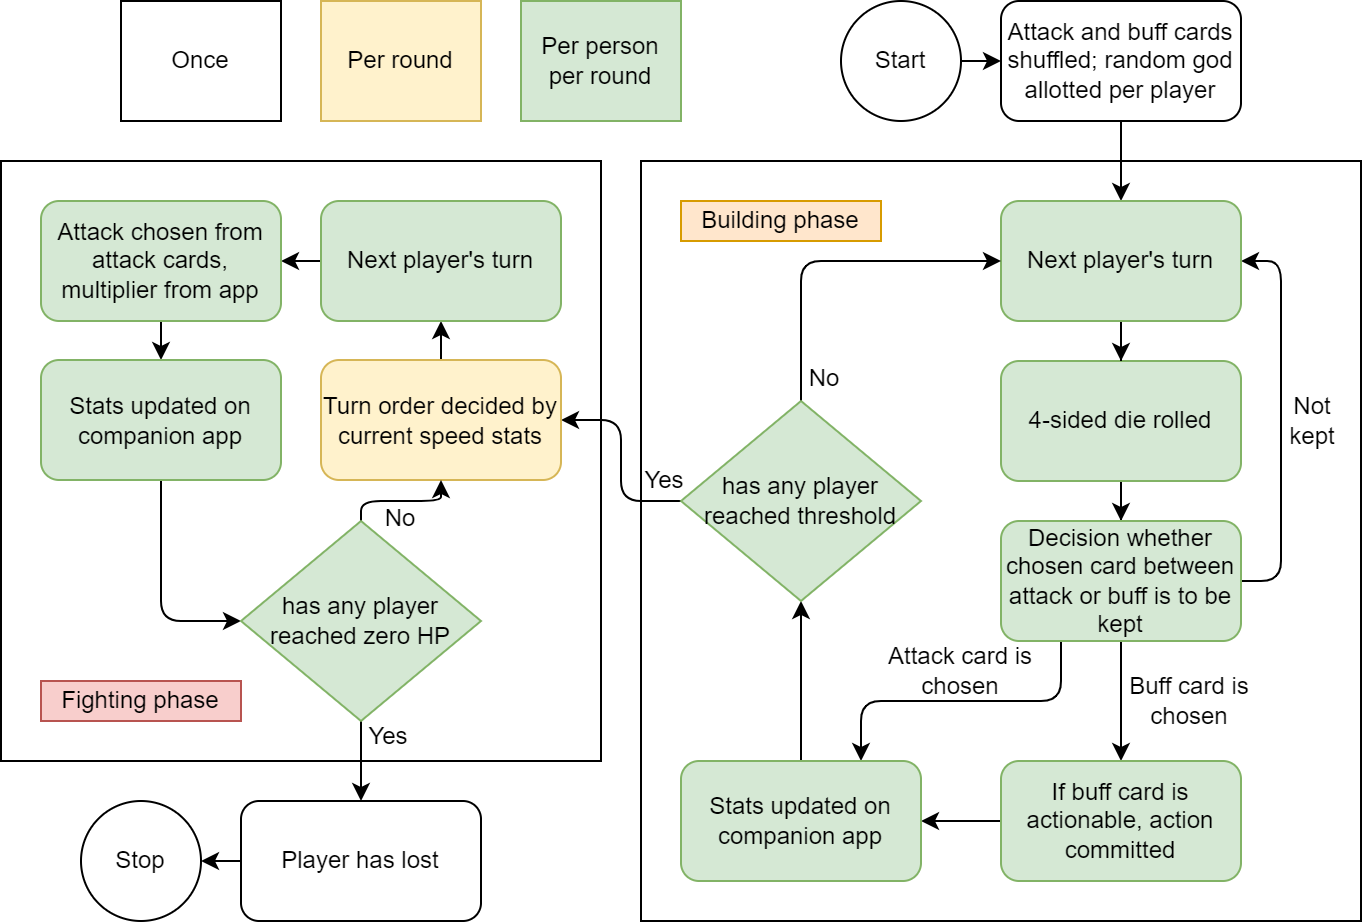 Once
Per round
Per person
per round
Start
Attack and buff cards
shuffled; random god
allotted per player
Building phase
Next player's turn
4-sided die rolled
Decision whether
chosen card between
attack or buff is to be
kept
Not
kept
Attack card is
chosen
Buff card is
chosen
If buff card is
actionable, action
committed
Stats updated on
companion app
has any player
reached threshold
No
Yes
Turn order decided by
current speed stats
Next player's turn
Attack chosen from
attack cards,
multiplier from app
Stats updated on
companion app
has any player
reached zero HP
No
Fighting phase
Yes
Player has lost
Stop